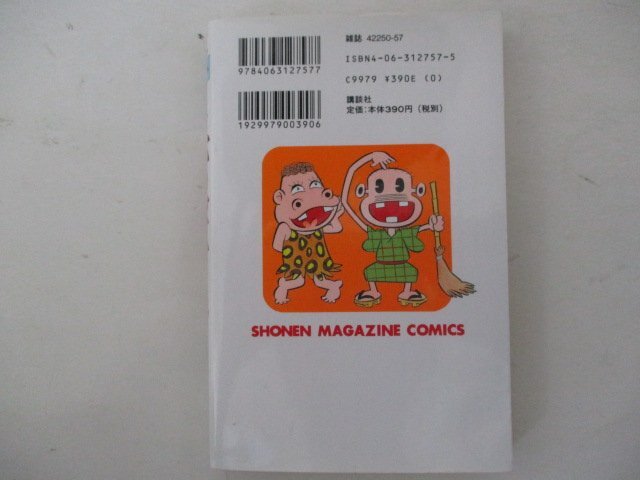 雑誌 42250-57
ISBN4-06-312757-5
9784063127577
C9979 ¥390E (0)
講談社
定価:本体390円(税別)
1929979003906
SHONEN MAGAZINE COMICS